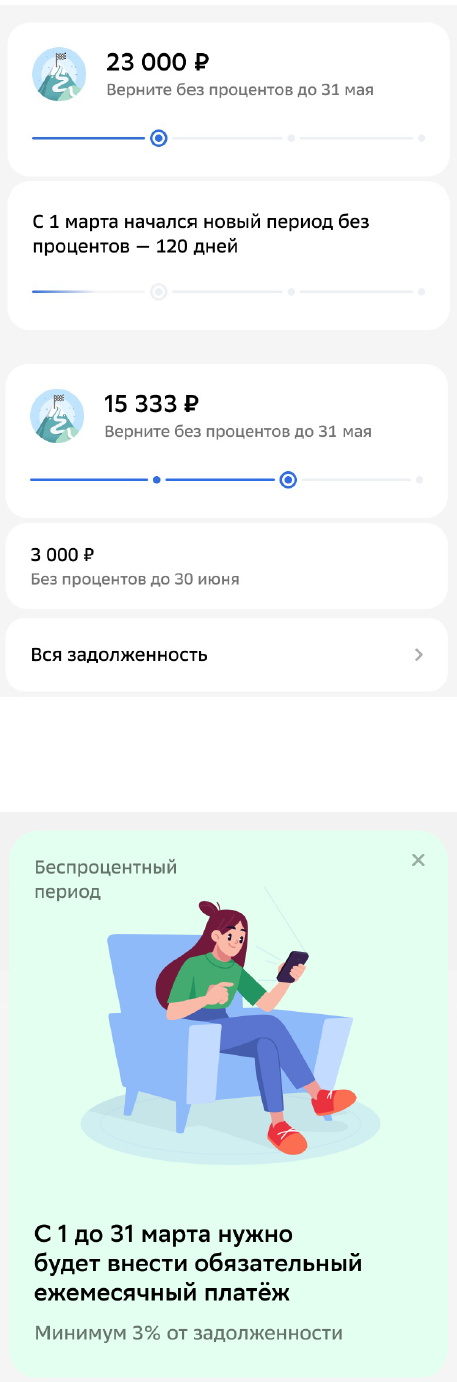 23 000 ₽
Верните без процентов до 31 мая
С 1 марта начался новый период без
процентов — 120 дней
15 333 ₽
Верните без процентов до 31 мая
3 000 ₽
Без процентов до 30 июня
Вся задолженность
Беспроцентный
период
С 1 до 31 марта нужно
будет внести обязательный
ежемесячный платёж
Минимум 3% от задолженности